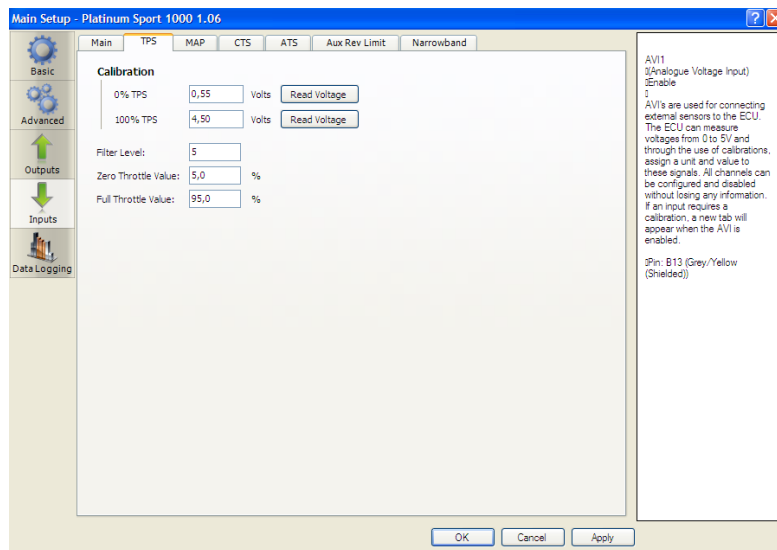 Main Setup - Platinum Sport 1000 1.06
Basic
Advanced
Outputs
Inputs
Data Logging
Main
TPS
MAP
CTS
ATS
Aux Rev Limit
Narrowband
Calibration
0% TPS 0,55 Volts Read Voltage
100% TPS 4,50 Volts Read Voltage
Filter Level: 5
Zero Throttle Value: 5,0 %
Full Throttle Value: 95,0 %
AVI1
(Analogue Voltage Input)
Enable
AVI's are used for connecting
external sensors to the ECU.
The ECU can measure
voltages from 0 to 5V and
through the use of calibrations,
assign a unit and value to
these signals. All channels can
be configured and disabled
without losing any information.
If an input requires a
calibration, a new tab will
appear when the AVI is
enabled.
Pin: B13 (Grey/Yellow
(Shielded))
OK
Cancel
Apply